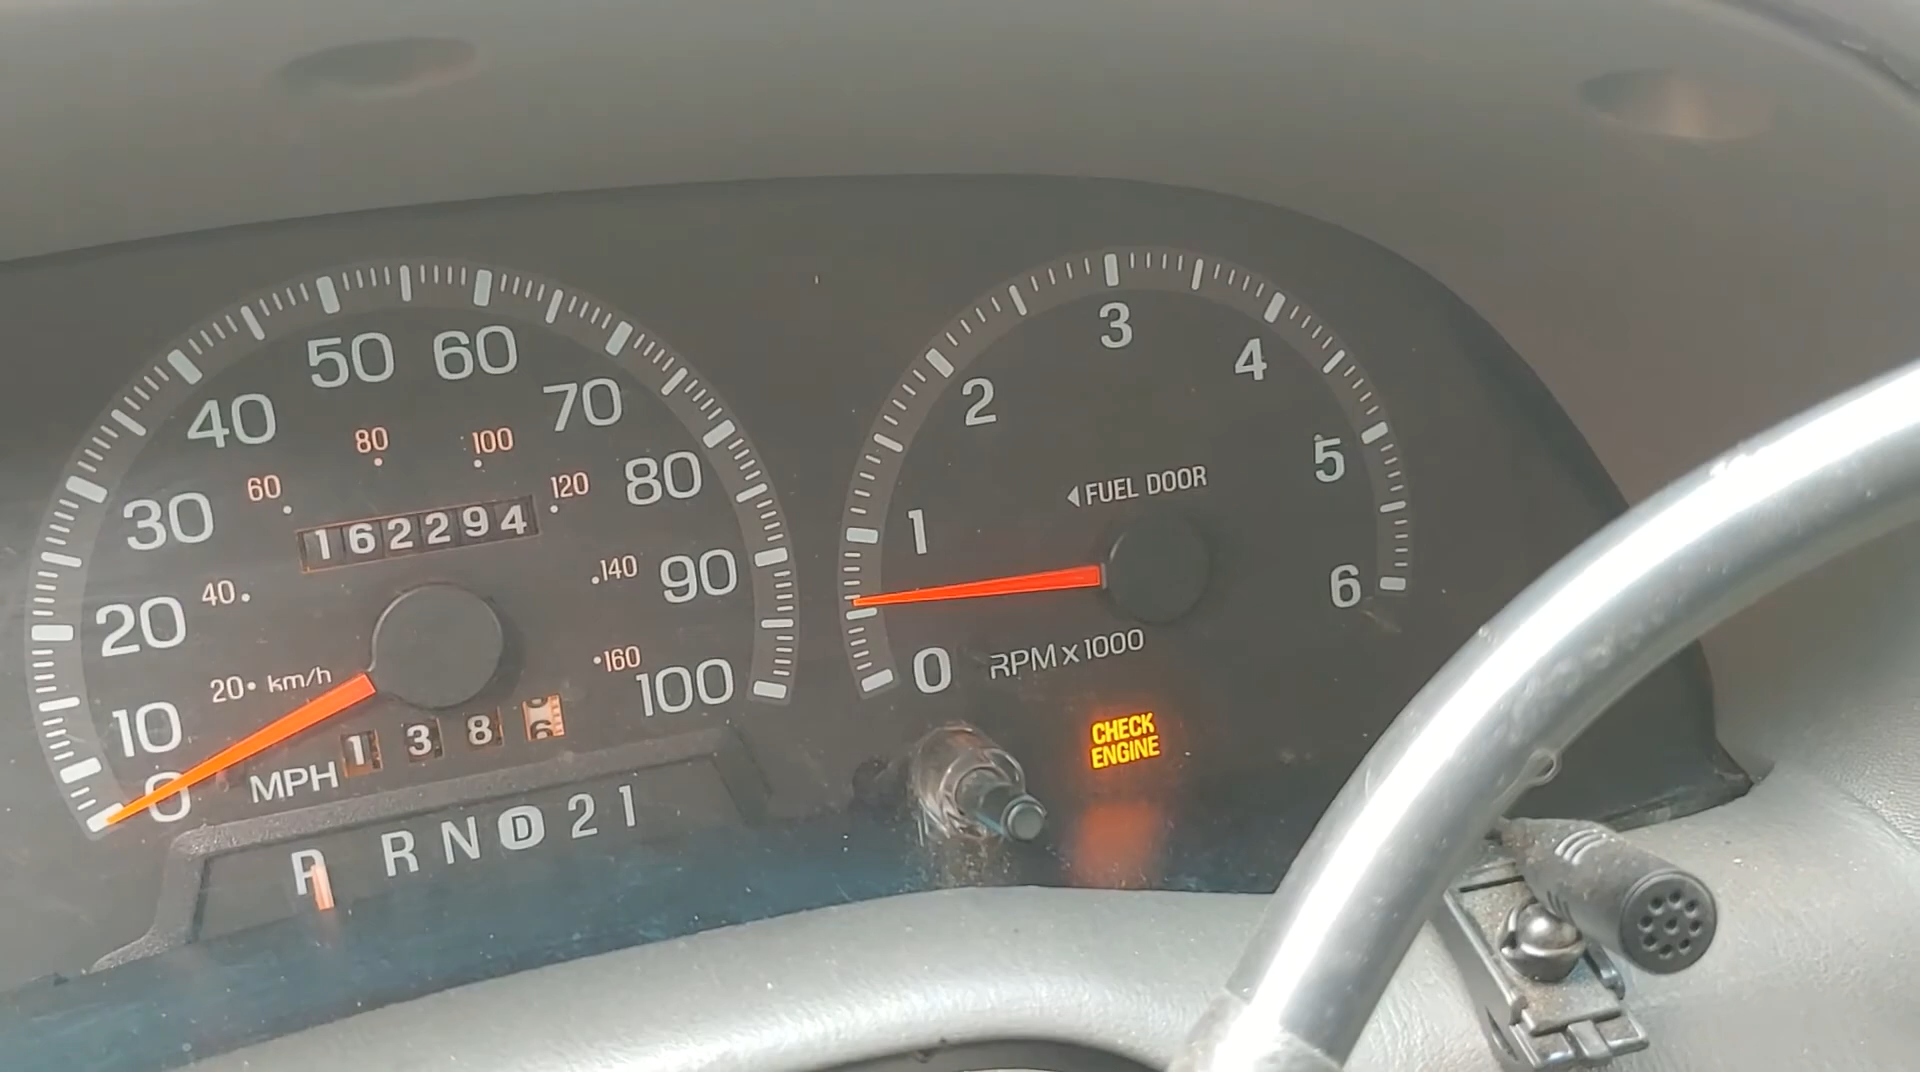 0 10 20 30 40 50 60 70 80 90 100
20 km/h 40 60 80 100 120 140 160
162294
MPH
1 3 8 6
P R N D 2 1
0 1 2 3 4 5 6
FUEL DOOR
RPM x 1000
CHECK
ENGINE